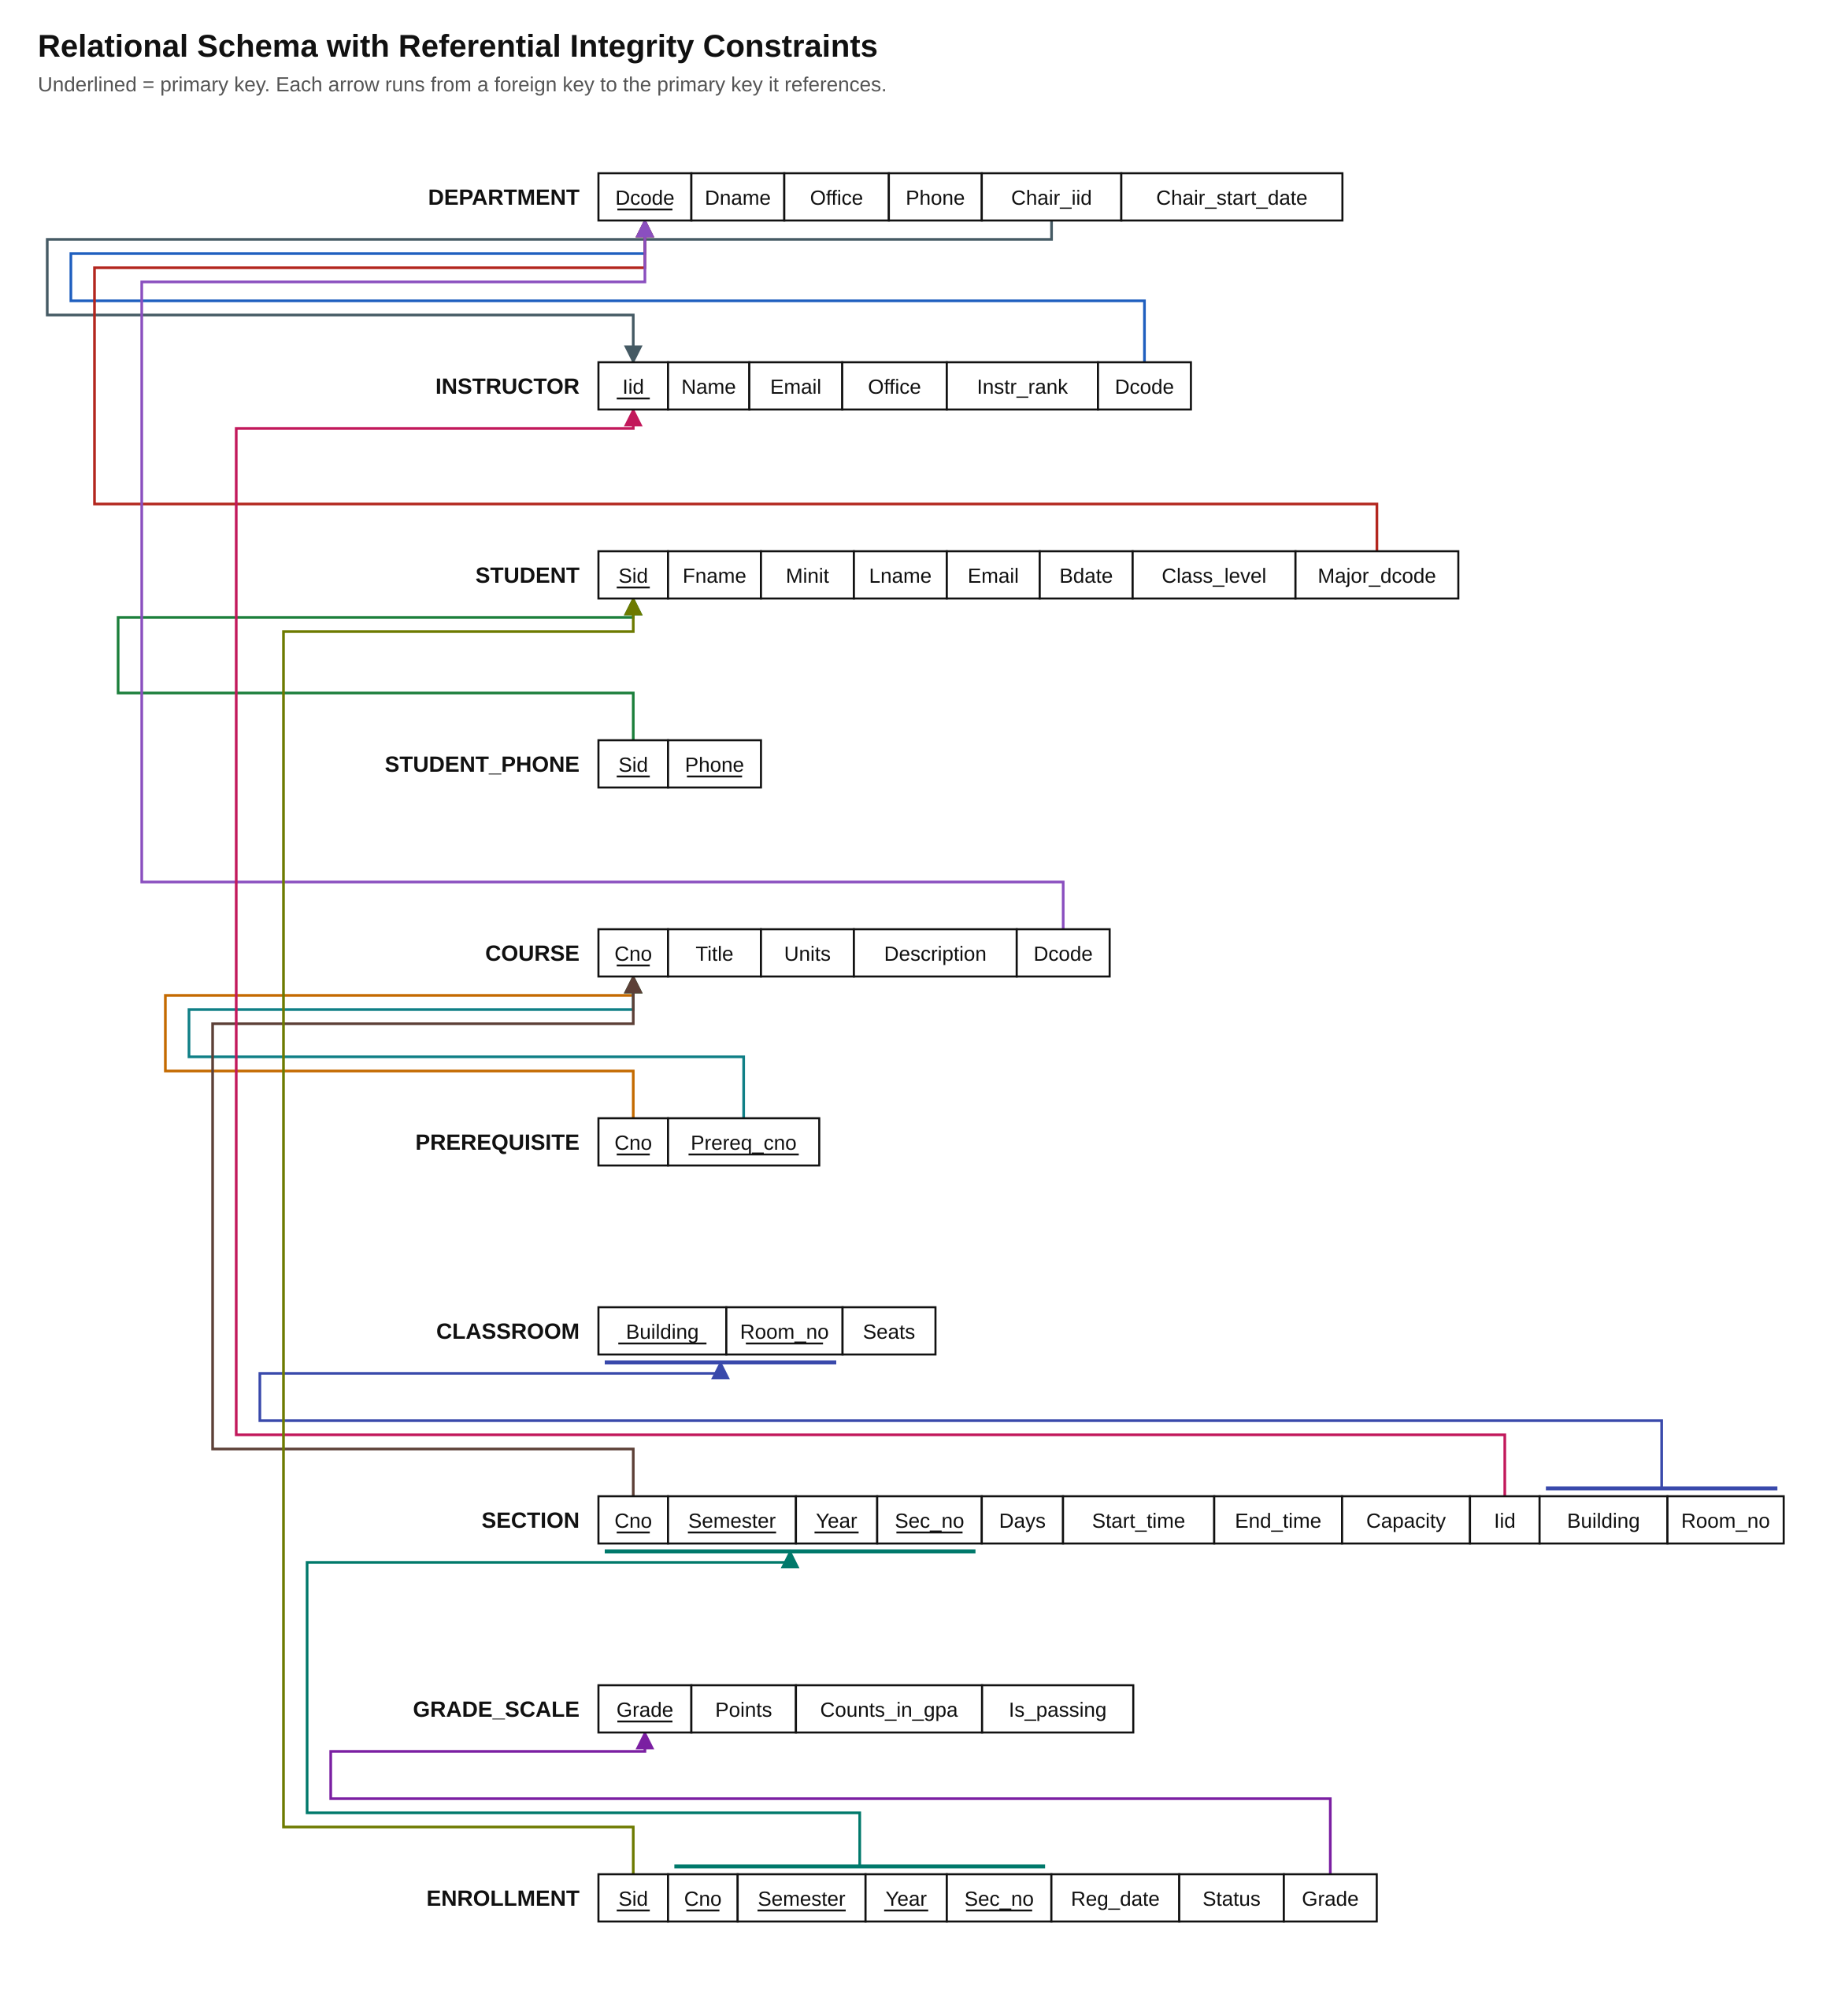 Relational Schema with Referential Integrity Constraints
Underlined = primary key. Each arrow runs from a foreign key to the primary key it references.
DEPARTMENT Dcode Dname Office Phone Chair_iid Chair_start_date
INSTRUCTOR Iid Name Email Office Instr_rank Dcode
STUDENT Sid Fname Minit Lname Email Bdate Class_level Major_dcode
STUDENT_PHONE Sid Phone
COURSE Cno Title Units Description Dcode
PREREQUISITE Cno Prereq_cno
CLASSROOM Building Room_no Seats
SECTION Cno Semester Year Sec_no Days Start_time End_time Capacity Iid Building Room_no
GRADE_SCALE Grade Points Counts_in_gpa Is_passing
ENROLLMENT Sid Cno Semester Year Sec_no Reg_date Status Grade